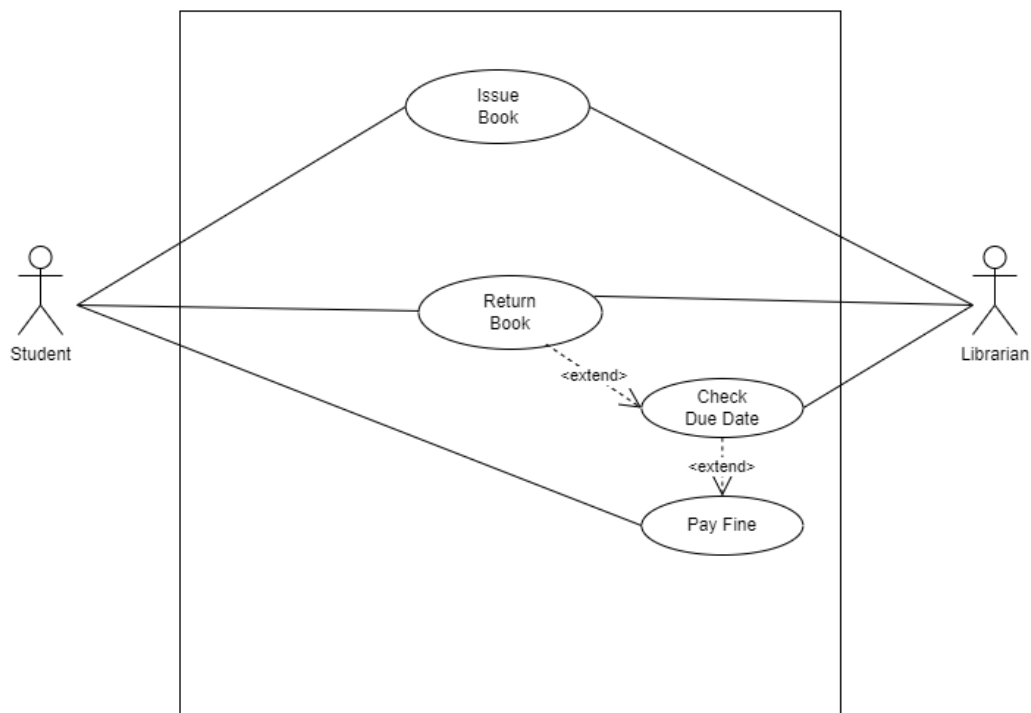 Issue
Book
Return
Book
Student
Librarian
<extend>
Check
Due Date
<extend>
Pay Fine